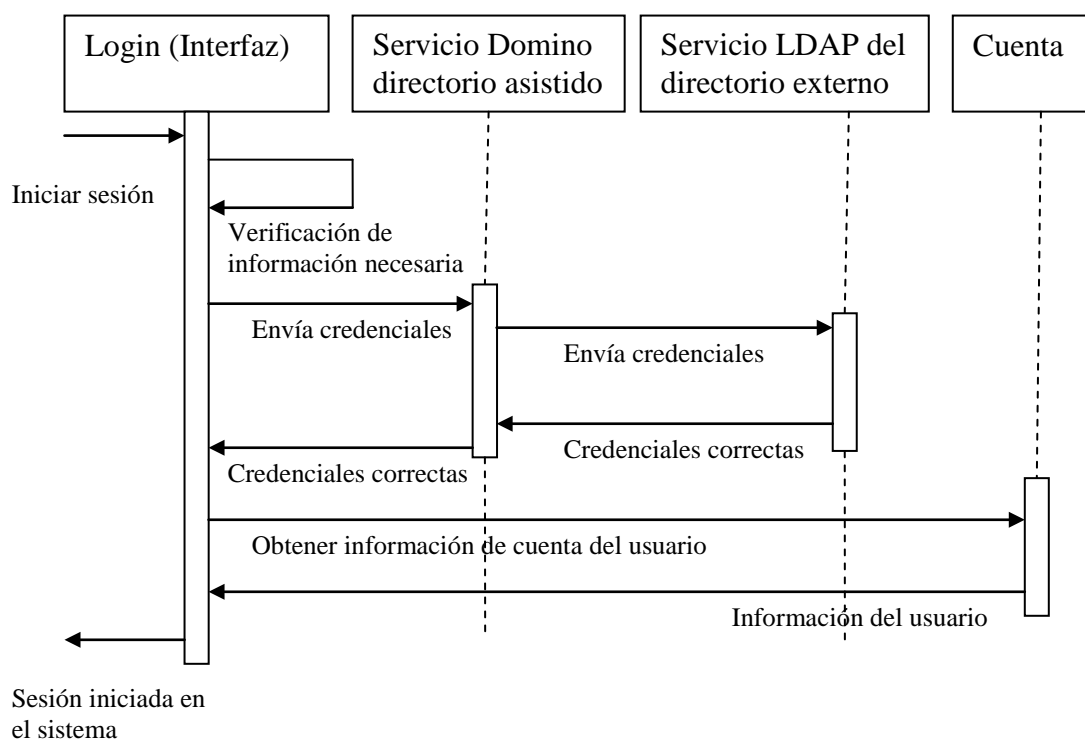 Login (Interfaz)
Servicio Domino
directorio asistido
Servicio LDAP del
directorio externo
Cuenta
Iniciar sesión
Verificación de
información necesaria
Envía credenciales
Envía credenciales
Credenciales correctas
Credenciales correctas
Obtener información de cuenta del usuario
Información del usuario
Sesión iniciada en
el sistema